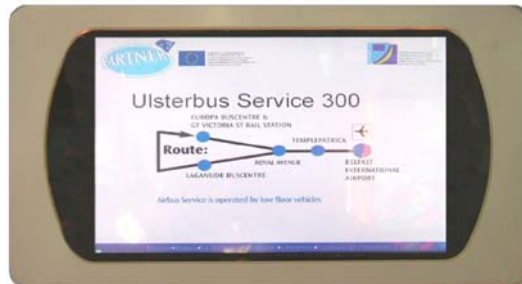 PARTNER
Ulsterbus Service 300
EUROPA BUSCENTRE &
GT VICTORIA ST RAIL STATION
TEMPLEPATRICK
Route:
ROYAL AVENUE
BELFAST
INTERNATIONAL
AIRPORT
LAGANSIDE BUSCENTRE
Airbus Service is operated by low floor vehicles